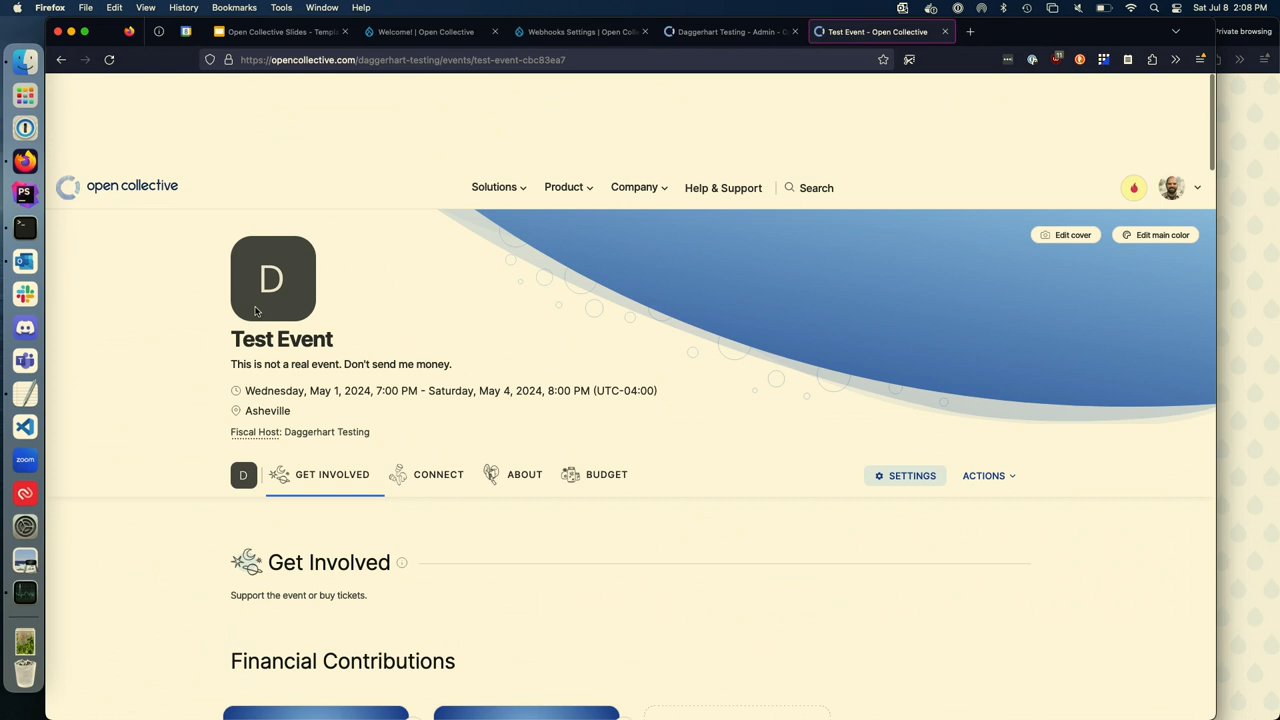 Firefox File Edit View History Bookmarks Tools Window Help
Sat Jul 8 2:08 PM
Open Collective Slides - Templa
Welcome! | Open Collective
Webhooks Settings | Open Col
Daggerhart Testing - Admin - O
Test Event - Open Collective
Private browsing
https://opencollective.com/daggerhart-testing/events/test-event-cbc83ea7
11
open collective
Solutions
Product
Company
Help & Support
Search
Edit cover
Edit main color
D
Test Event
This is not a real event. Don't send me money.
Wednesday, May 1, 2024, 7:00 PM - Saturday, May 4, 2024, 8:00 PM (UTC-04:00)
Asheville
Fiscal Host: Daggerhart Testing
D
GET INVOLVED
CONNECT
ABOUT
BUDGET
SETTINGS
ACTIONS
Get Involved
Support the event or buy tickets.
Financial Contributions
PS
zoom